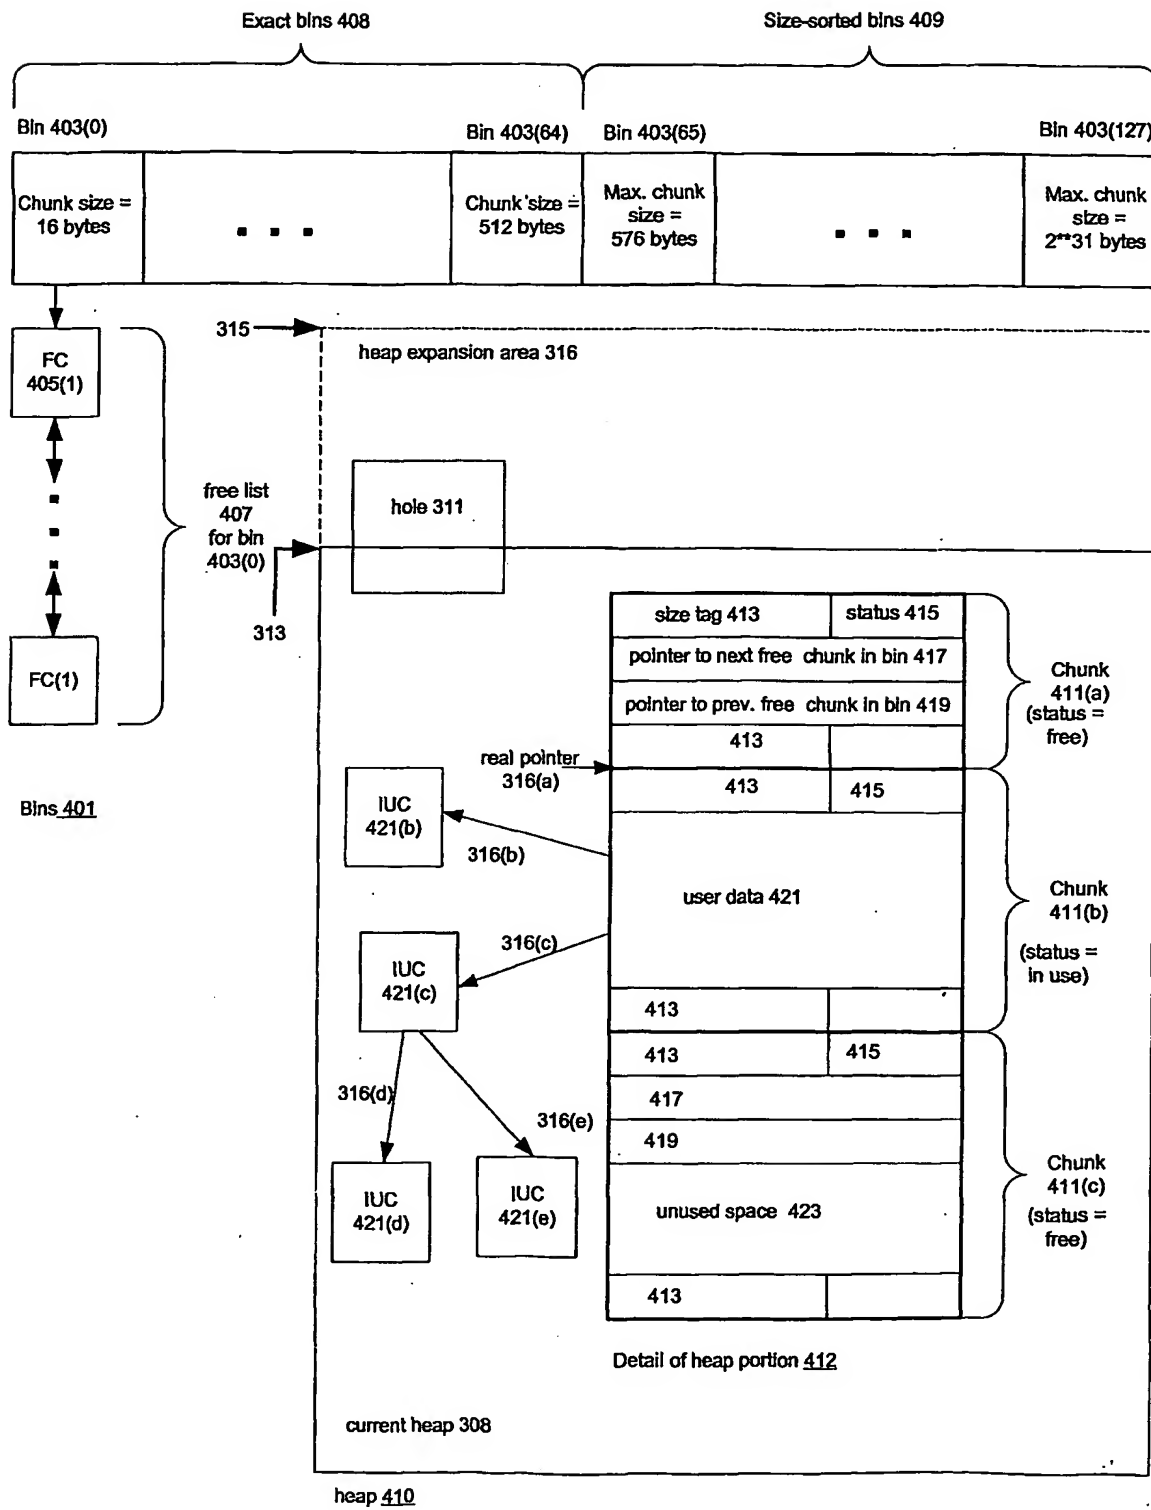 Exact bins 408
Size-sorted bins 409
Bin 403(0)
Bin 403(64)
Bin 403(65)
Bin 403(127)
Chunk size =
16 bytes
Chunk size =
512 bytes
Max. chunk
size =
576 bytes
Max. chunk
size =
2**31 bytes
FC
405(1)
315
heap expansion area 316
hole 311
free list
407
for bin
403(0)
313
FC(1)
Bins 401
size tag 413
status 415
pointer to next free chunk in bin 417
pointer to prev. free chunk in bin 419
413
Chunk
411(a)
(status =
free)
real pointer
316(a)
413
415
IUC
421(b)
316(b)
user data 421
Chunk
411(b)
(status =
in use)
316(c)
IUC
421(c)
413
413
415
316(d)
417
316(e)
419
IUC
421(d)
IUC
421(e)
unused space 423
Chunk
411(c)
(status =
free)
413
Detail of heap portion 412
current heap 308
heap 410